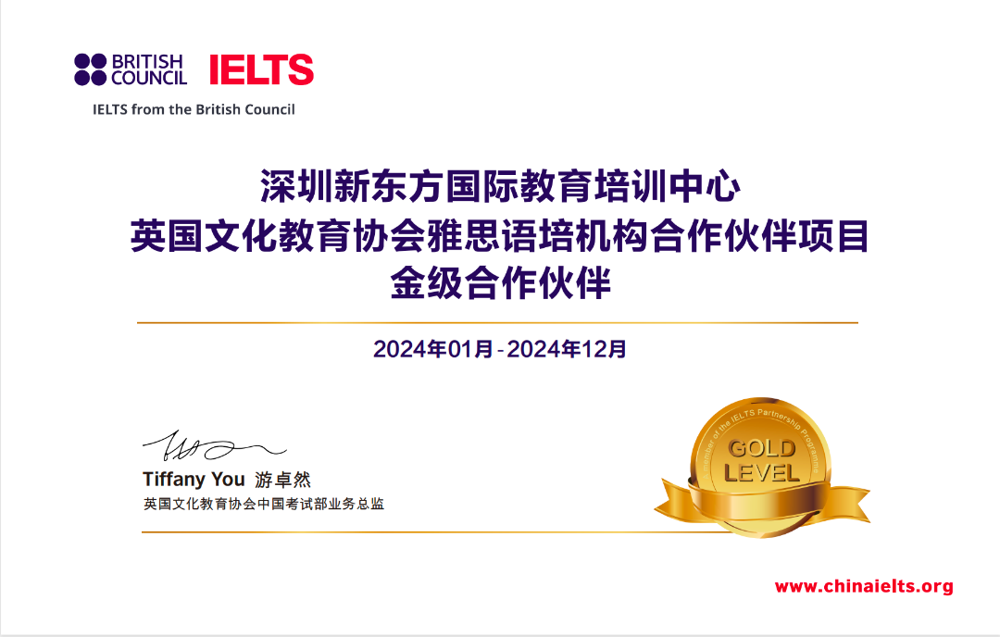 BRITISH
COUNCIL
IELTS
IELTS from the British Council
深圳新东方国际教育培训中心
英国文化教育协会雅思语培机构合作伙伴项目
金级合作伙伴
2024年01月-2024年12月
Tiffany You 游卓然
英国文化教育协会中国考试部业务总监
A member of the IELTS Partnership Programme
GOLD
LEVEL
www.chinaielts.org